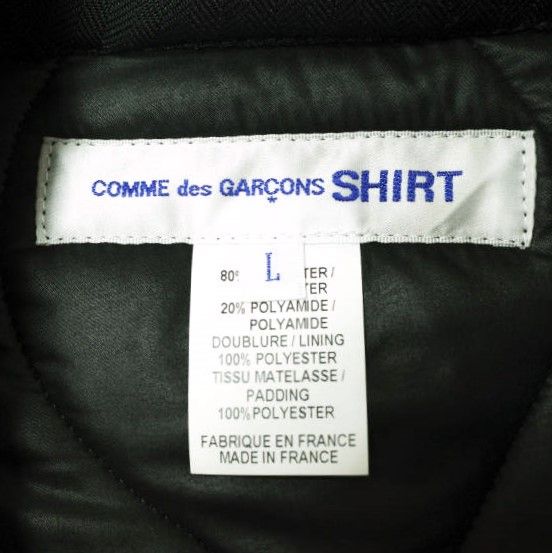 COMME des GARÇONS SHIRT
L
80
20% POLYAMIDE /
POLYAMIDE
DOUBLURE / LINING
100% POLYESTER
TISSU MATELASSE /
PADDING
100% POLYESTER
FABRIQUE EN FRANCE
MADE IN FRANCE